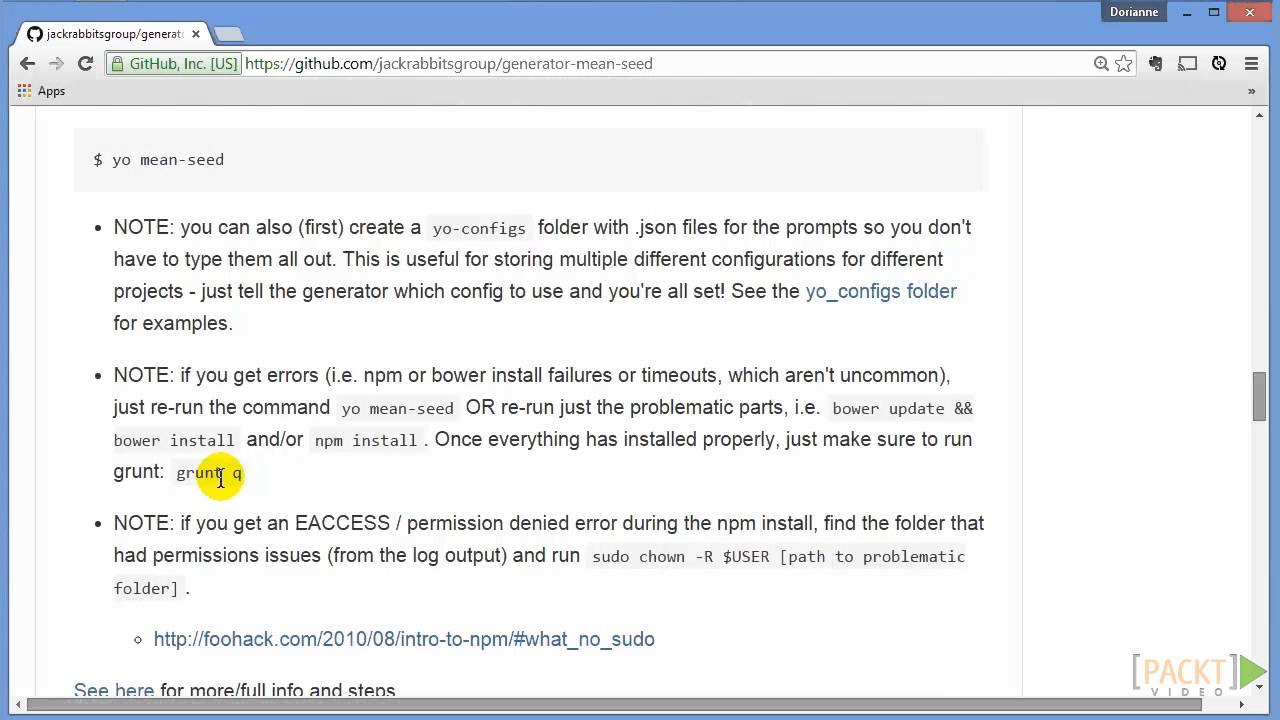 Dorianne
jackrabbitsgroup/generato
GitHub, Inc. [US] https://github.com/jackrabbitsgroup/generator-mean-seed
Apps »
$ yo mean-seed
• NOTE: you can also (first) create a yo-configs folder with .json files for the prompts so you don't
have to type them all out. This is useful for storing multiple different configurations for different
projects - just tell the generator which config to use and you're all set! See the yo_configs folder
for examples.
• NOTE: if you get errors (i.e. npm or bower install failures or timeouts, which aren't uncommon),
just re-run the command yo mean-seed OR re-run just the problematic parts, i.e. bower update &&
bower install and/or npm install . Once everything has installed properly, just make sure to run
grunt: grunt q
• NOTE: if you get an EACCESS / permission denied error during the npm install, find the folder that
had permissions issues (from the log output) and run sudo chown -R $USER [path to problematic
folder] .
◦ http://foohack.com/2010/08/intro-to-npm/#what_no_sudo
See here for more/full info and steps
[PACKT]
VIDEO